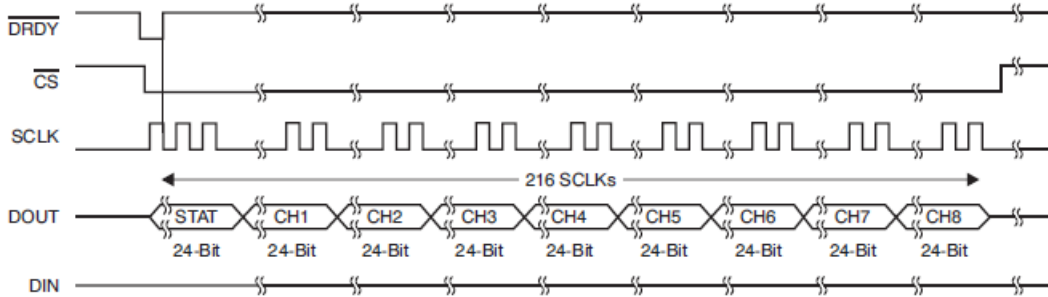 DRDY
CS
SCLK
216 SCLKs
DOUT STAT CH1 CH2 CH3 CH4 CH5 CH6 CH7 CH8
24-Bit 24-Bit 24-Bit 24-Bit 24-Bit 24-Bit 24-Bit 24-Bit 24-Bit
DIN